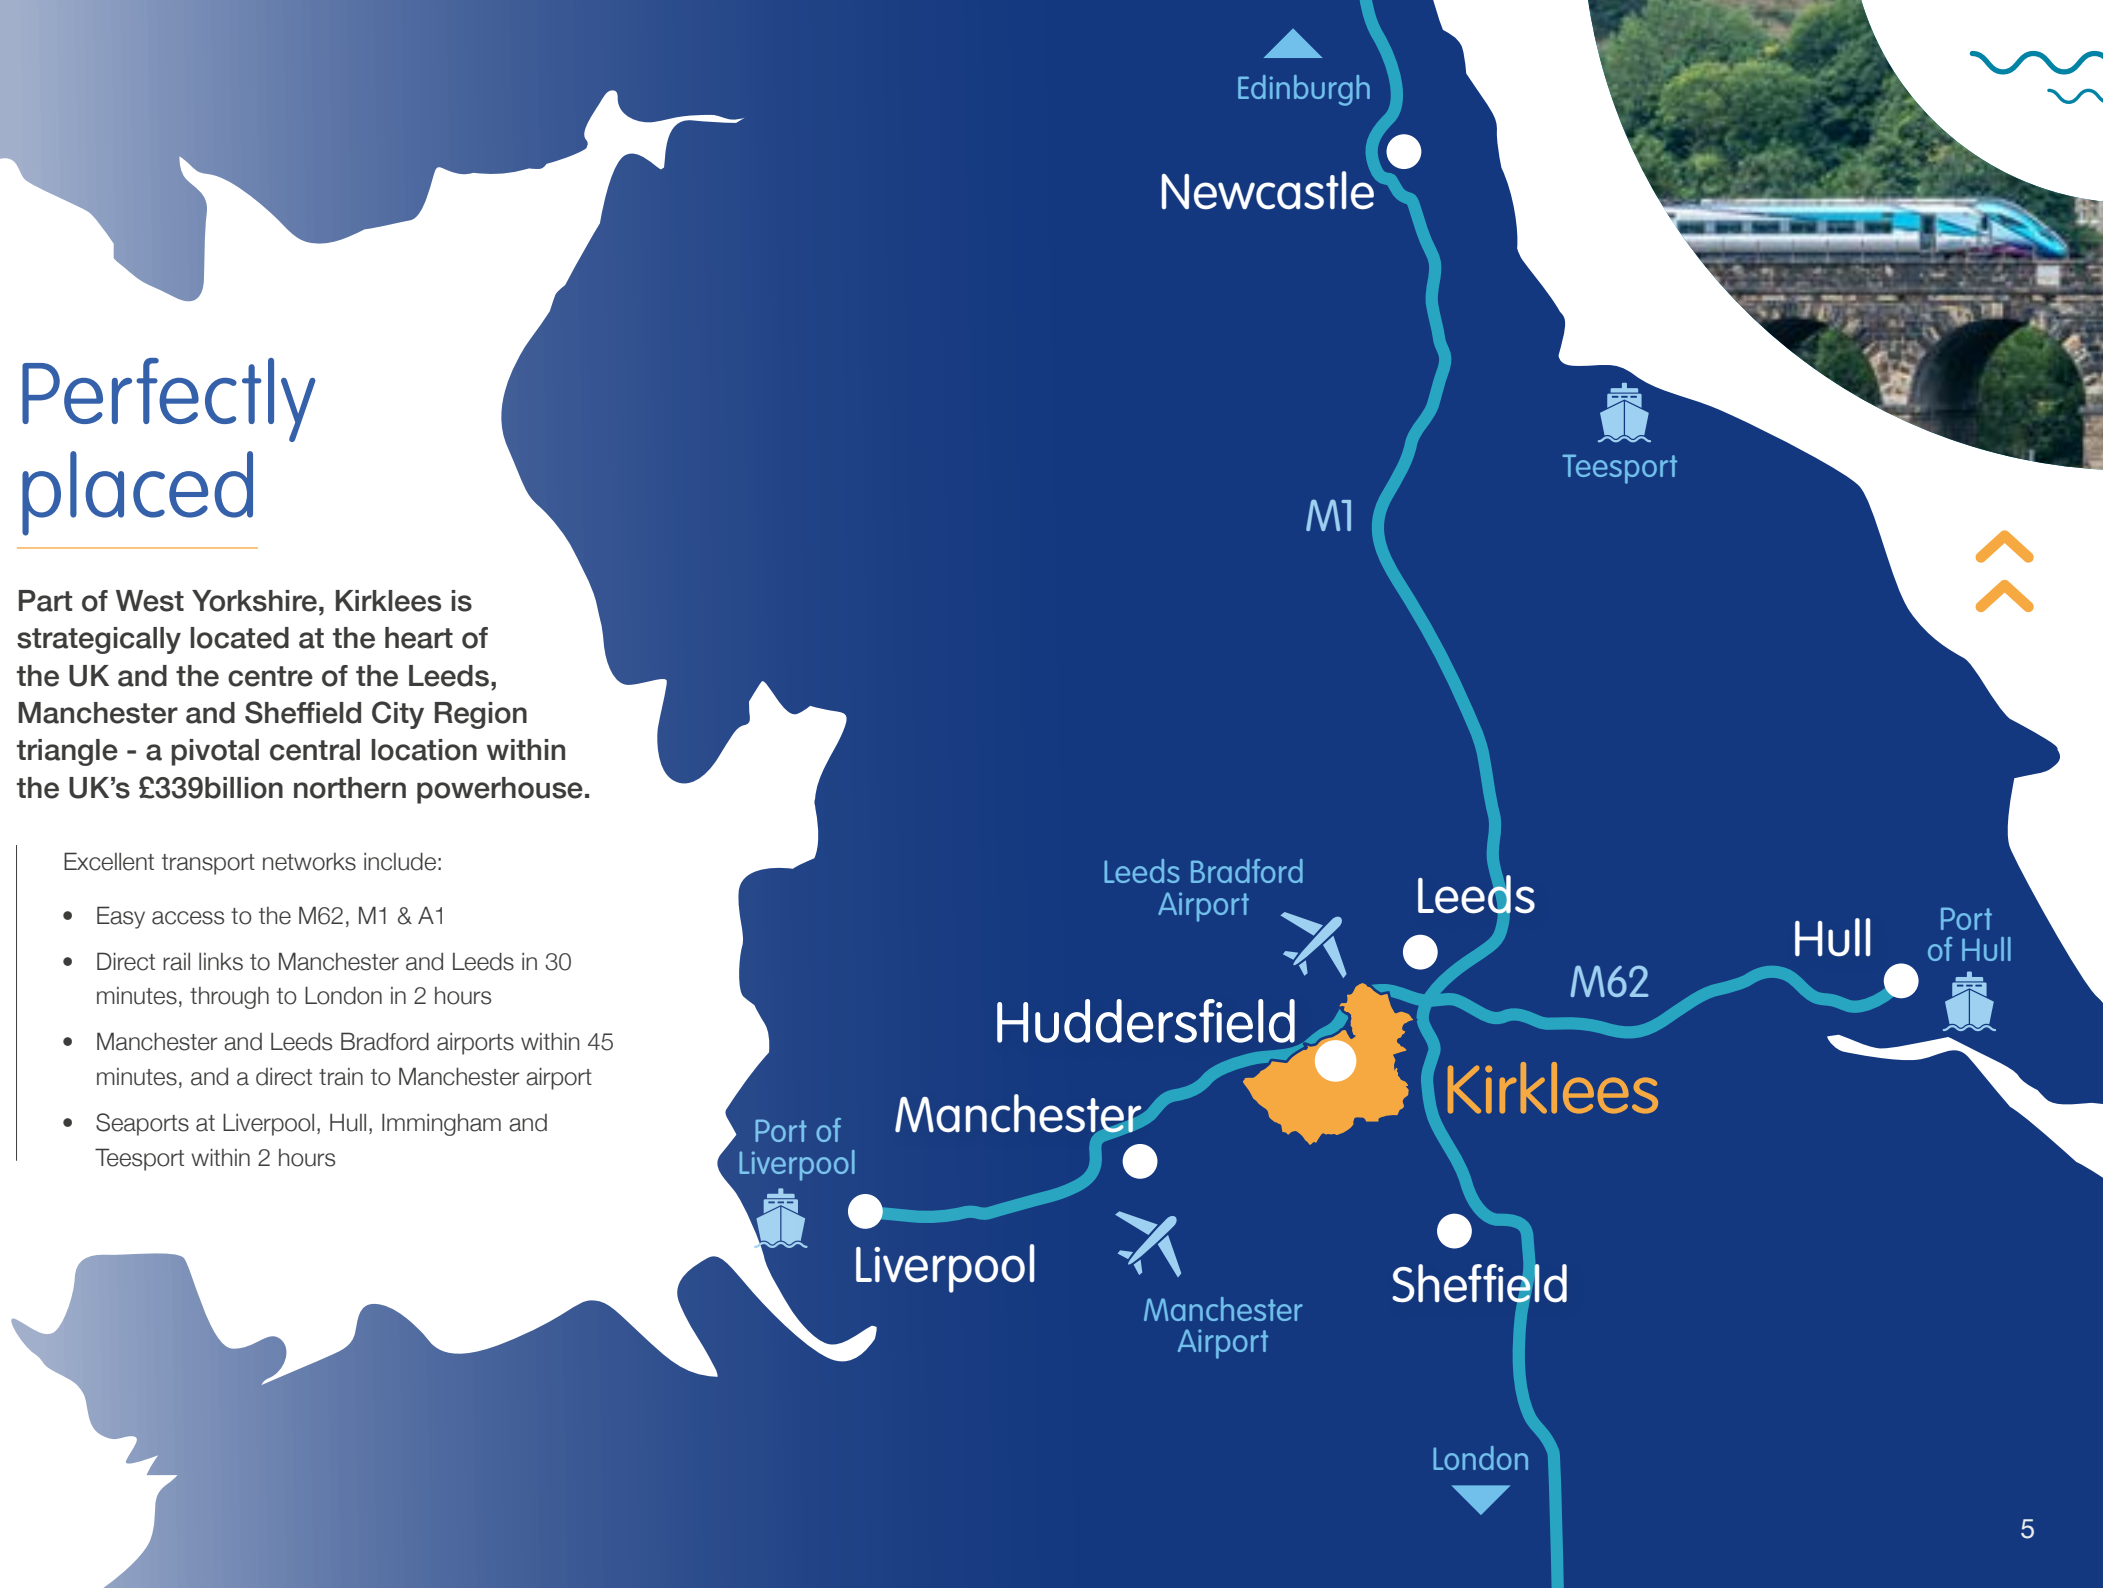 Perfectly
placed
Part of West Yorkshire, Kirklees is
strategically located at the heart of
the UK and the centre of the Leeds,
Manchester and Sheffield City Region
triangle - a pivotal central location within
the UK’s £339billion northern powerhouse.
Excellent transport networks include:
• Easy access to the M62, M1 & A1
• Direct rail links to Manchester and Leeds in 30
minutes, through to London in 2 hours
• Manchester and Leeds Bradford airports within 45
minutes, and a direct train to Manchester airport
• Seaports at Liverpool, Hull, Immingham and
Teesport within 2 hours
Edinburgh
Newcastle
Teesport
M1
Leeds Bradford
Airport
Leeds
Hull
Port
of Hull
M62
Huddersfield
Kirklees
Manchester
Port of
Liverpool
Liverpool
Sheffield
Manchester
Airport
London
5